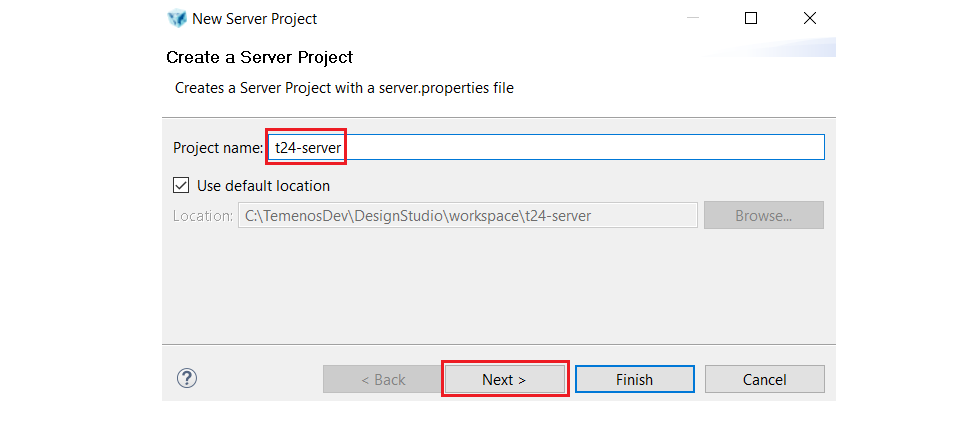 New Server Project
Create a Server Project
Creates a Server Project with a server.properties file
Project name: t24-server
Use default location
Location: C:\TemenosDev\DesignStudio\workspace\t24-server Browse...
? < Back Next > Finish Cancel